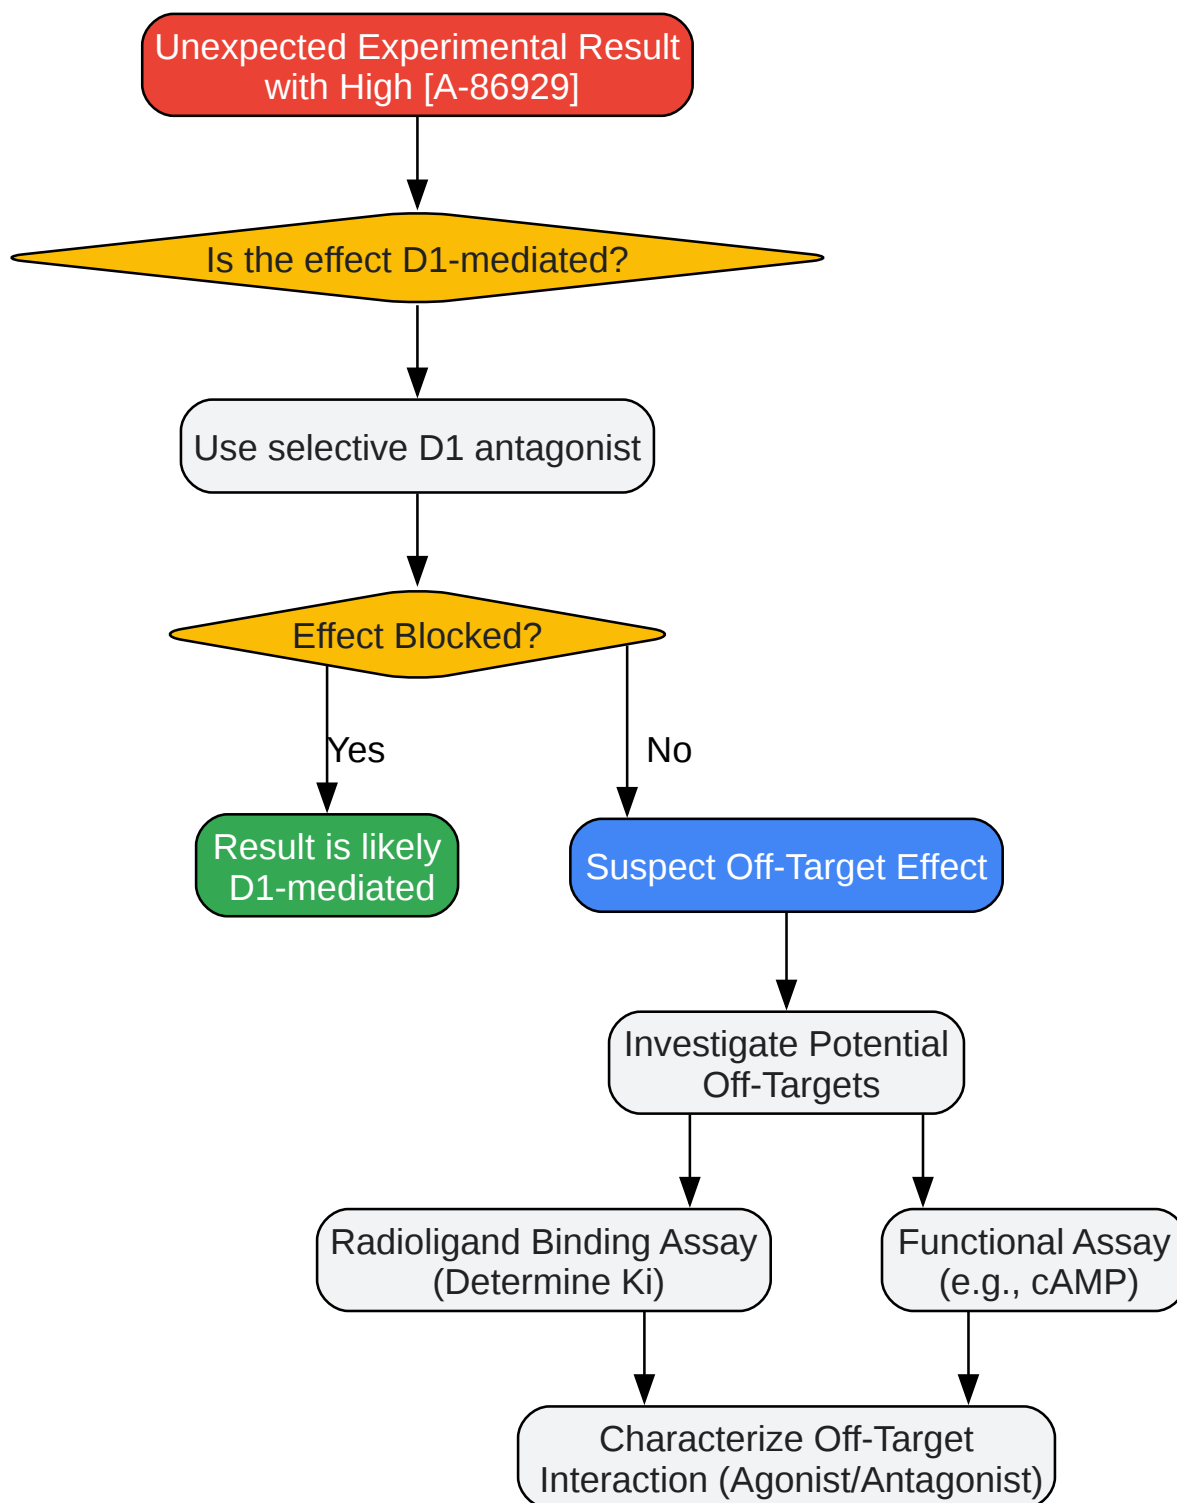 Unexpected Experimental Result
with High [A-86929]
Is the effect D1-mediated?
Use selective D1 antagonist
Effect Blocked?
Yes
No
Result is likely
D1-mediated
Suspect Off-Target Effect
Investigate Potential
Off-Targets
Radioligand Binding Assay
(Determine Ki)
Functional Assay
(e.g., cAMP)
Characterize Off-Target
Interaction (Agonist/Antagonist)